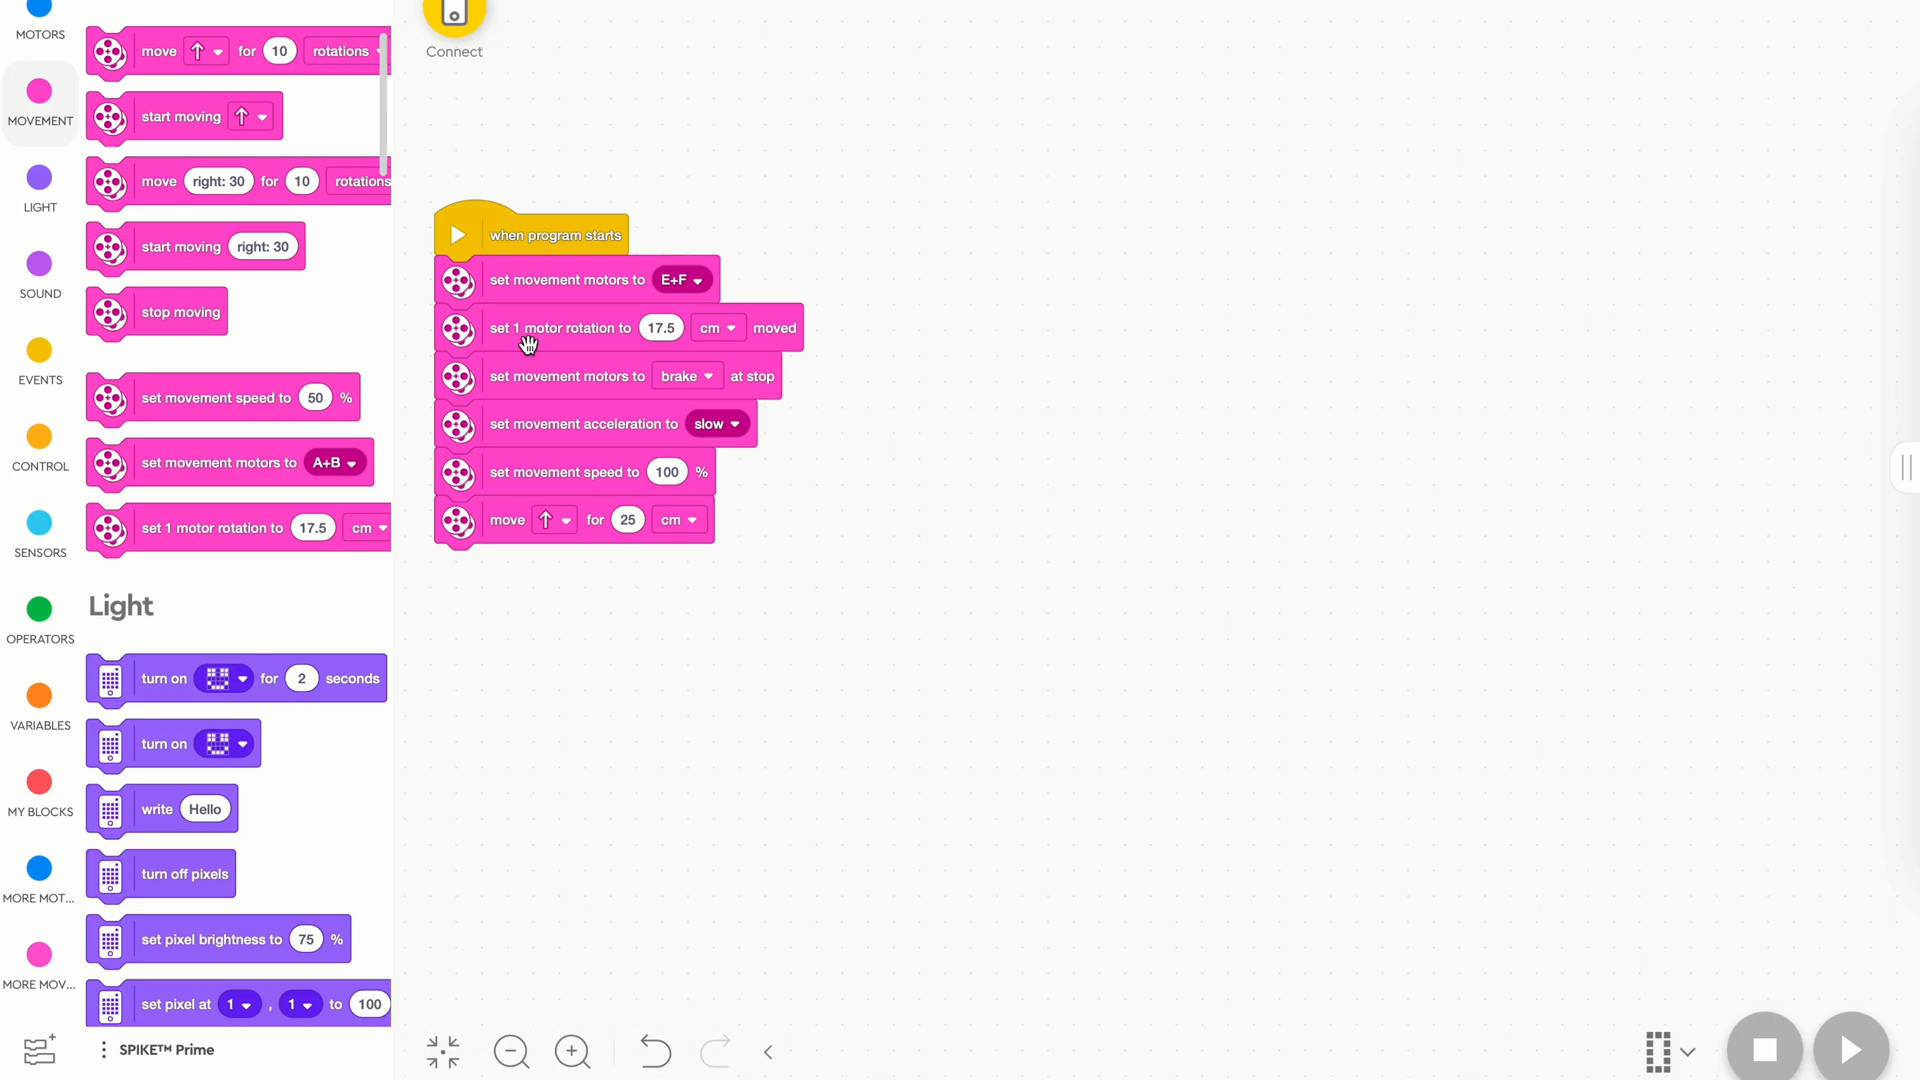 MOTORS
MOVEMENT
LIGHT
SOUND
EVENTS
CONTROL
SENSORS
OPERATORS
VARIABLES
MY BLOCKS
MORE MOT...
MORE MOV...
move for 10 rotations
start moving
move right: 30 for 10 rotations
start moving right: 30
stop moving
set movement speed to 50 %
set movement motors to A+B
set 1 motor rotation to 17.5 cm
Light
turn on for 2 seconds
turn on
write Hello
turn off pixels
set pixel brightness to 75 %
set pixel at 1 , 1 to 100
SPIKE™ Prime
Connect
when program starts
set movement motors to E+F
set 1 motor rotation to 17.5 cm moved
set movement motors to brake at stop
set movement acceleration to slow
set movement speed to 100 %
move for 25 cm